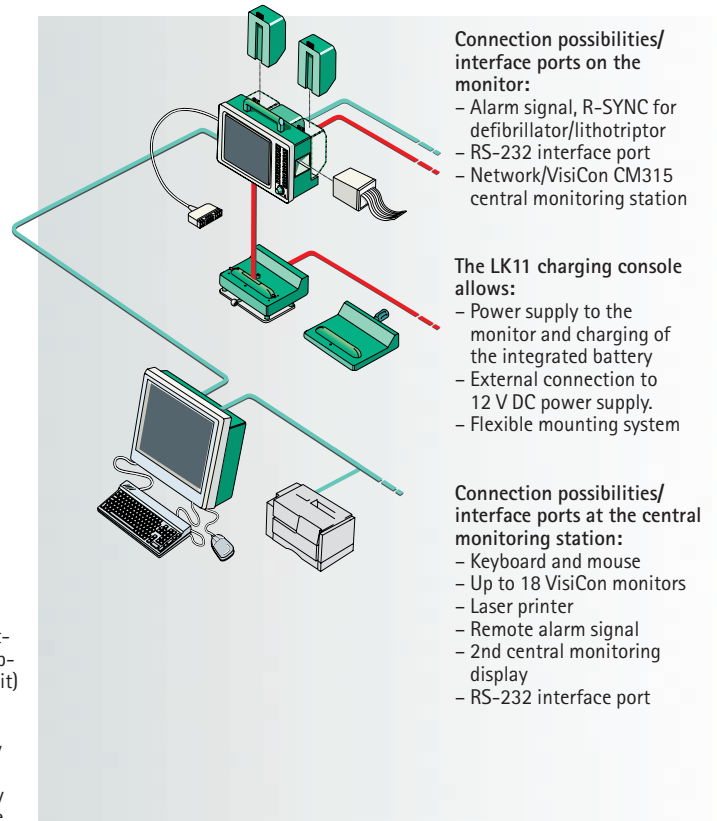 Connection possibilities/
interface ports on the
monitor:
– Alarm signal, R-SYNC for
defibrillator/lithotriptor
– RS-232 interface port
– Network/VisiCon CM315
central monitoring station
The LK11 charging console
allows:
– Power supply to the
monitor and charging of
the integrated battery
– External connection to
12 V DC power supply.
– Flexible mounting system
Connection possibilities/
interface ports at the central
monitoring station:
– Keyboard and mouse
– Up to 18 VisiCon monitors
– Laser printer
– Remote alarm signal
– 2nd central monitoring
display
– RS-232 interface port
it)